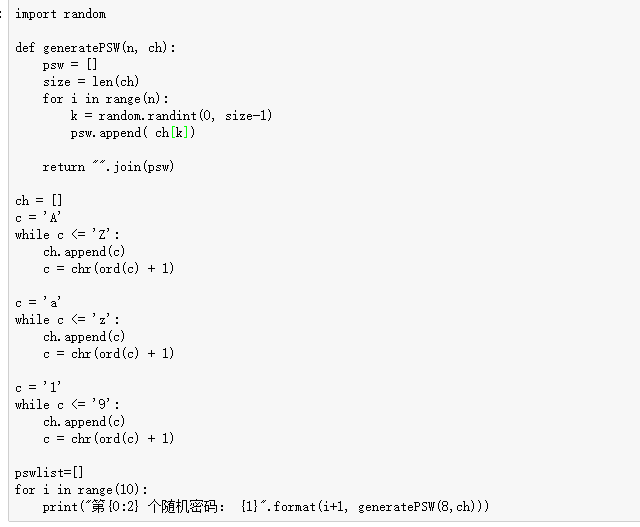 import random
def generatePSW(n, ch):
    psw = []
    size = len(ch)
    for i in range(n):
        k = random.randint(0, size-1)
        psw.append( ch[k])
    return "".join(psw)
ch = []
c = 'A'
while c <= 'Z':
    ch.append(c)
    c = chr(ord(c) + 1)
c = 'a'
while c <= 'z':
    ch.append(c)
    c = chr(ord(c) + 1)
c = '1'
while c <= '9':
    ch.append(c)
    c = chr(ord(c) + 1)
pswlist=[]
for i in range(10):
    print("第{0:2} 个随机密码： {1}".format(i+1, generatePSW(8,ch)))